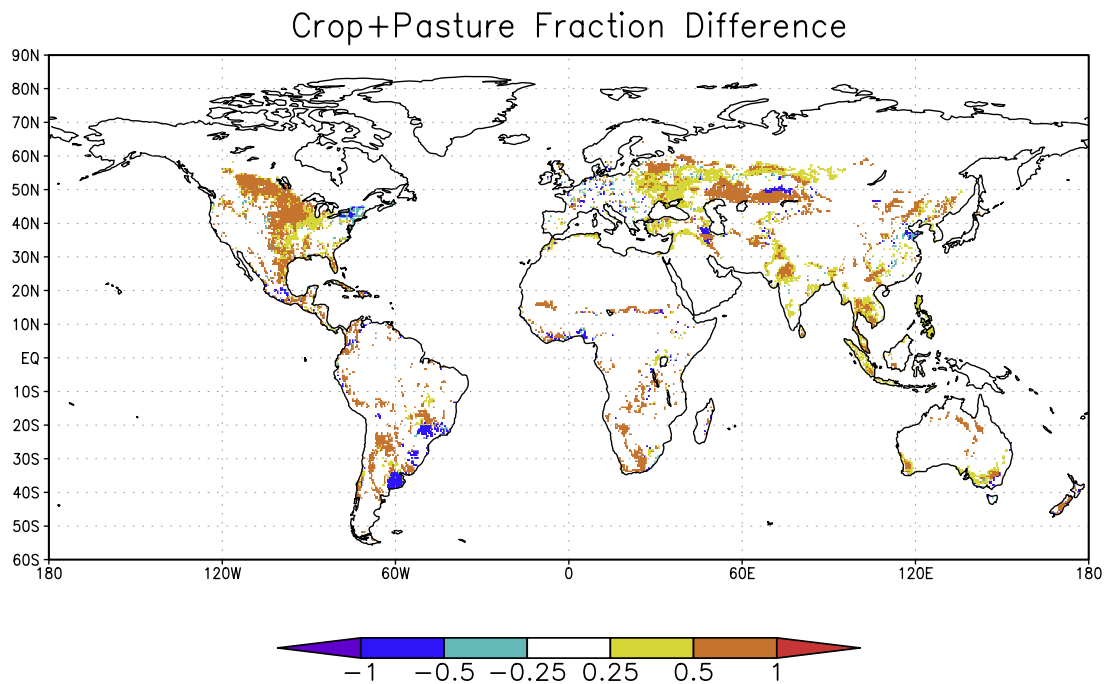 Crop+Pasture Fraction Difference
90N
80N
70N
60N
50N
40N
30N
20N
10N
EQ
10S
20S
30S
40S
50S
60S
180 120W 60W 0 60E 120E 180
-1 -0.5 -0.25 0.25 0.5 1